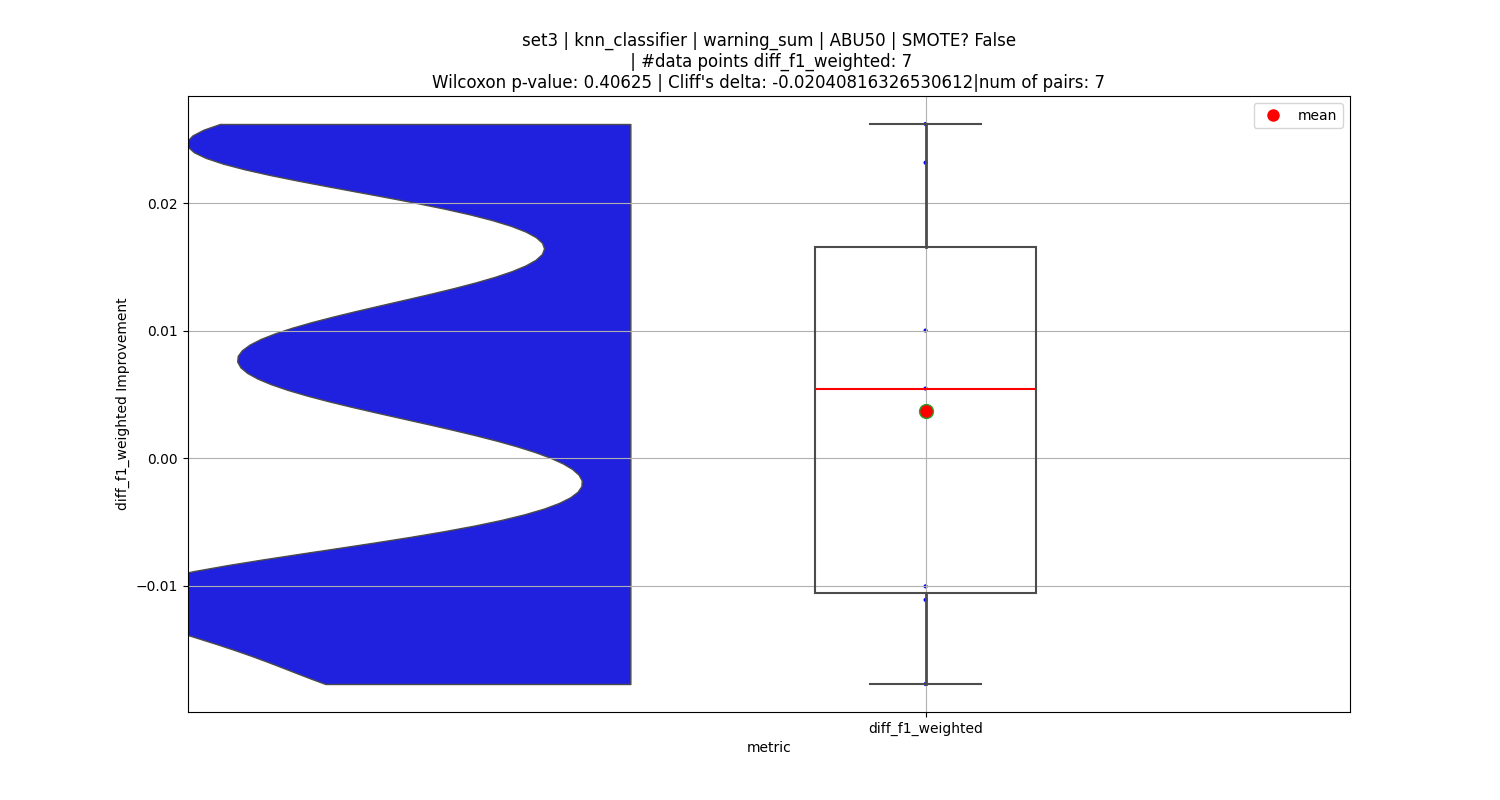 set3 | knn_classifier | warning_sum | ABU50 | SMOTE? False
| #data points diff_f1_weighted: 7
Wilcoxon p-value: 0.40625 | Cliff's delta: -0.02040816326530612|num of pairs: 7
mean
0.02
0.01
0.00
−0.01
diff_f1_weighted Improvement
diff_f1_weighted
metric